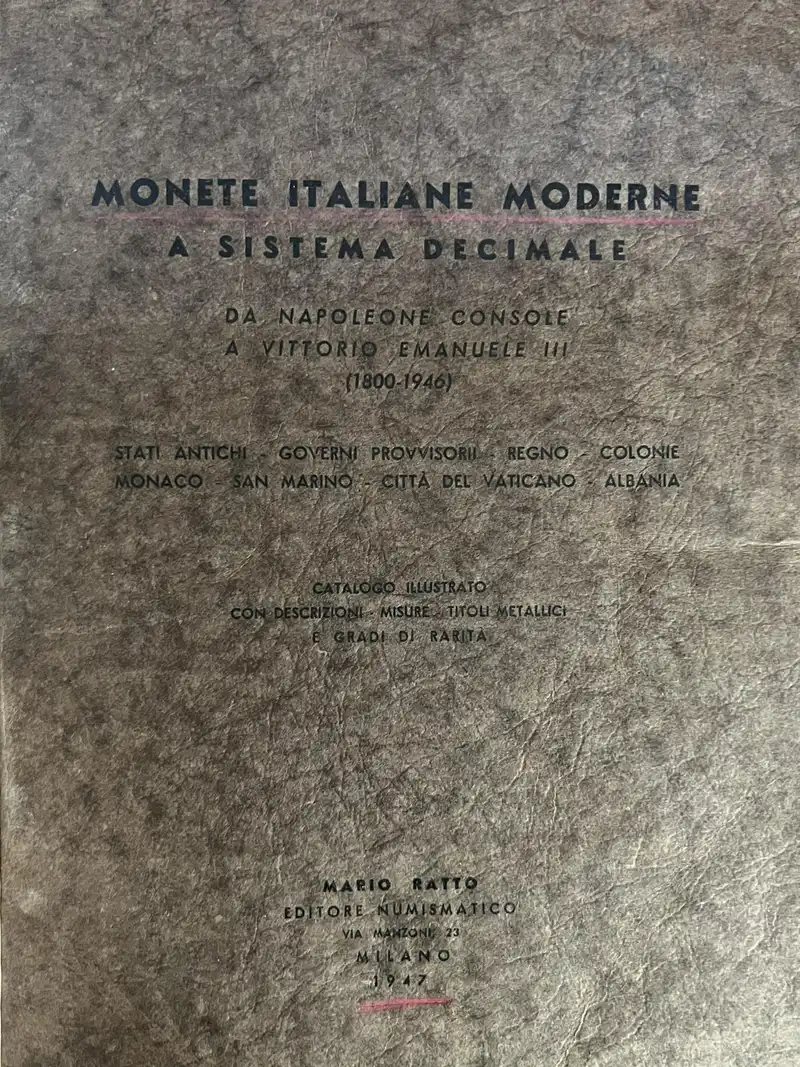 MONETE ITALIANE MODERNE
A SISTEMA DECIMALE
DA NAPOLEONE CONSOLE
A VITTORIO EMANUELE III
(1800-1946)
STATI ANTICHI - GOVERNI PROVVISORII - REGNO - COLONIE
MONACO - SAN MARINO - CITTÀ DEL VATICANO - ALBANIA
CATALOGO ILLUSTRATO
CON DESCRIZIONI - MISURE - TITOLI METALLICI
E GRADI DI RARITÀ
MARIO RATTO
EDITORE NUMISMATICO
VIA MANZONI, 23
MILANO
1947